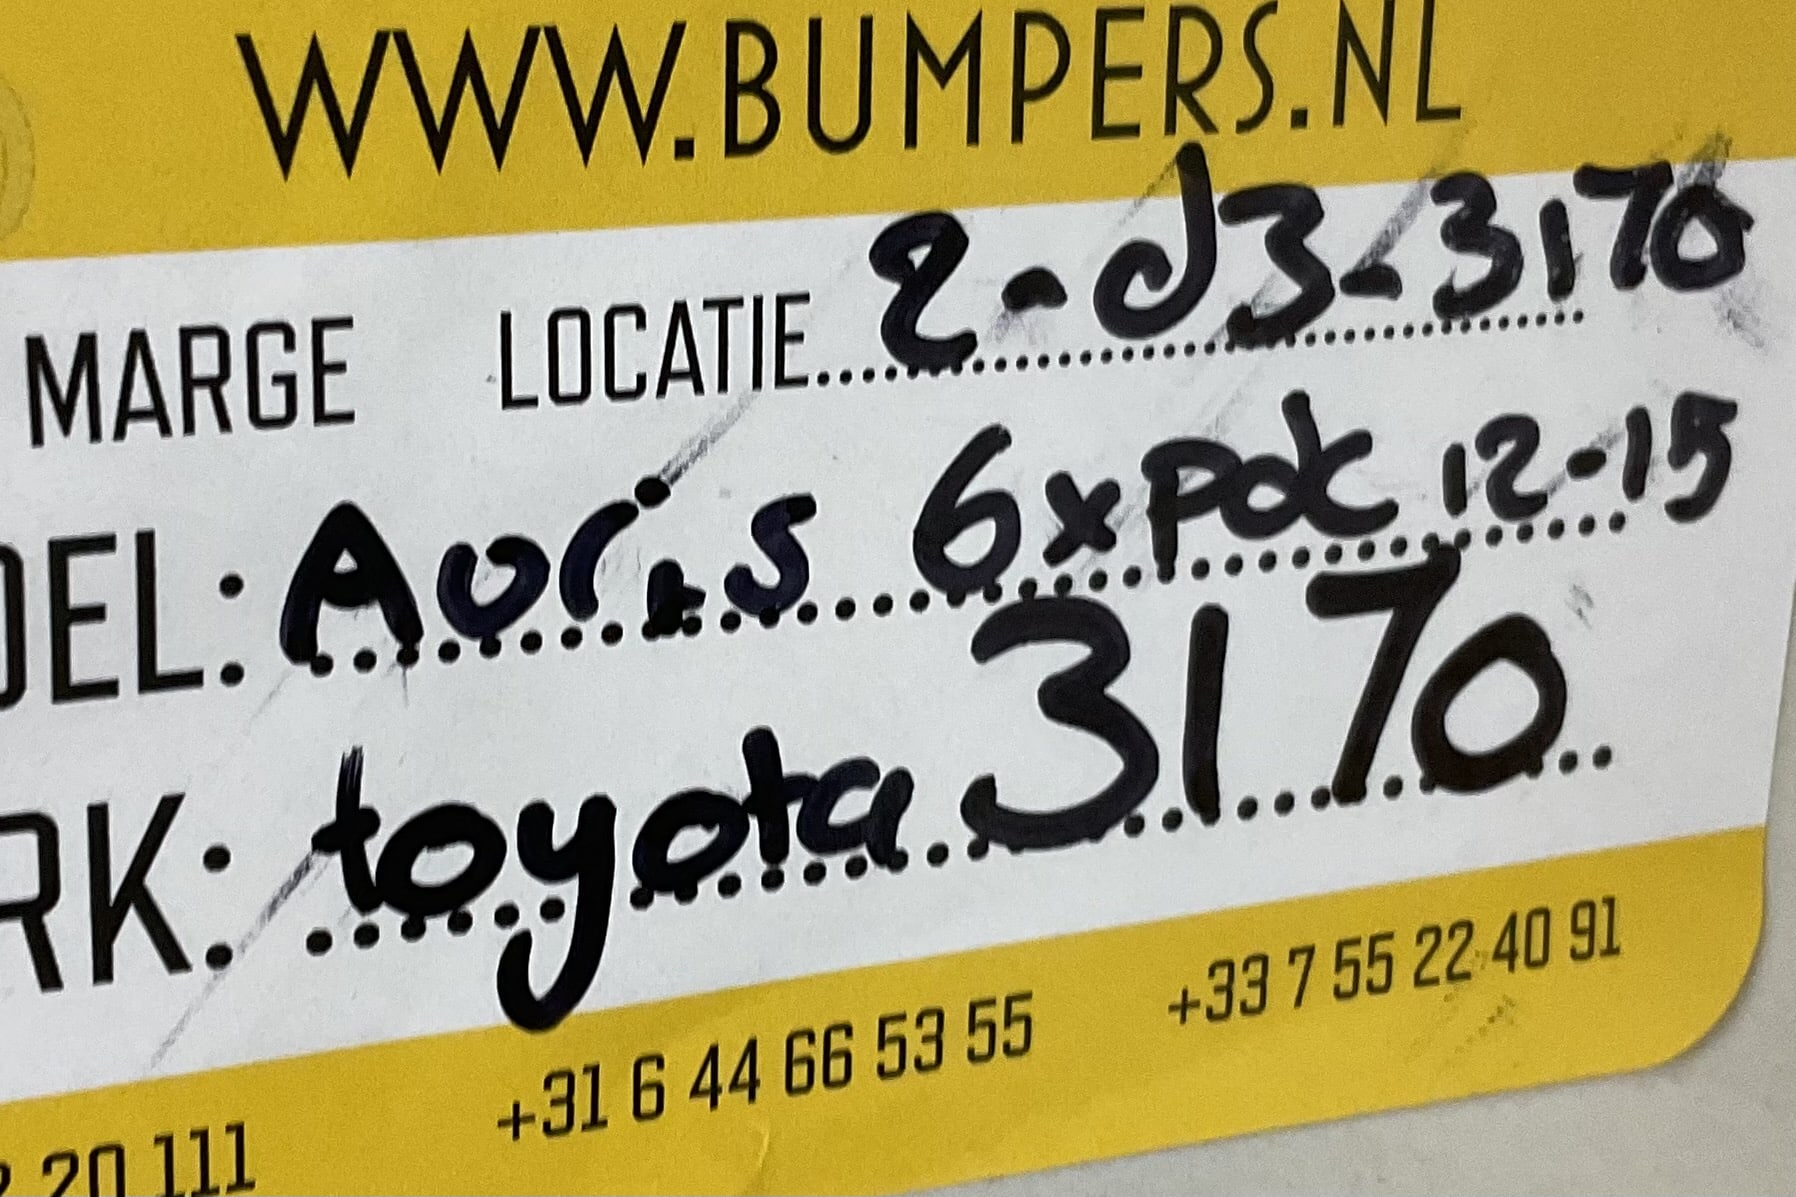 WWW.BUMPERS.NL
MARGE LOCATIE 2-d3-3170
DEL: Auris 6xpdc 12-15
RK: toyota 3170
20 111 +31 6 44 66 53 55 +33 7 55 22 40 91